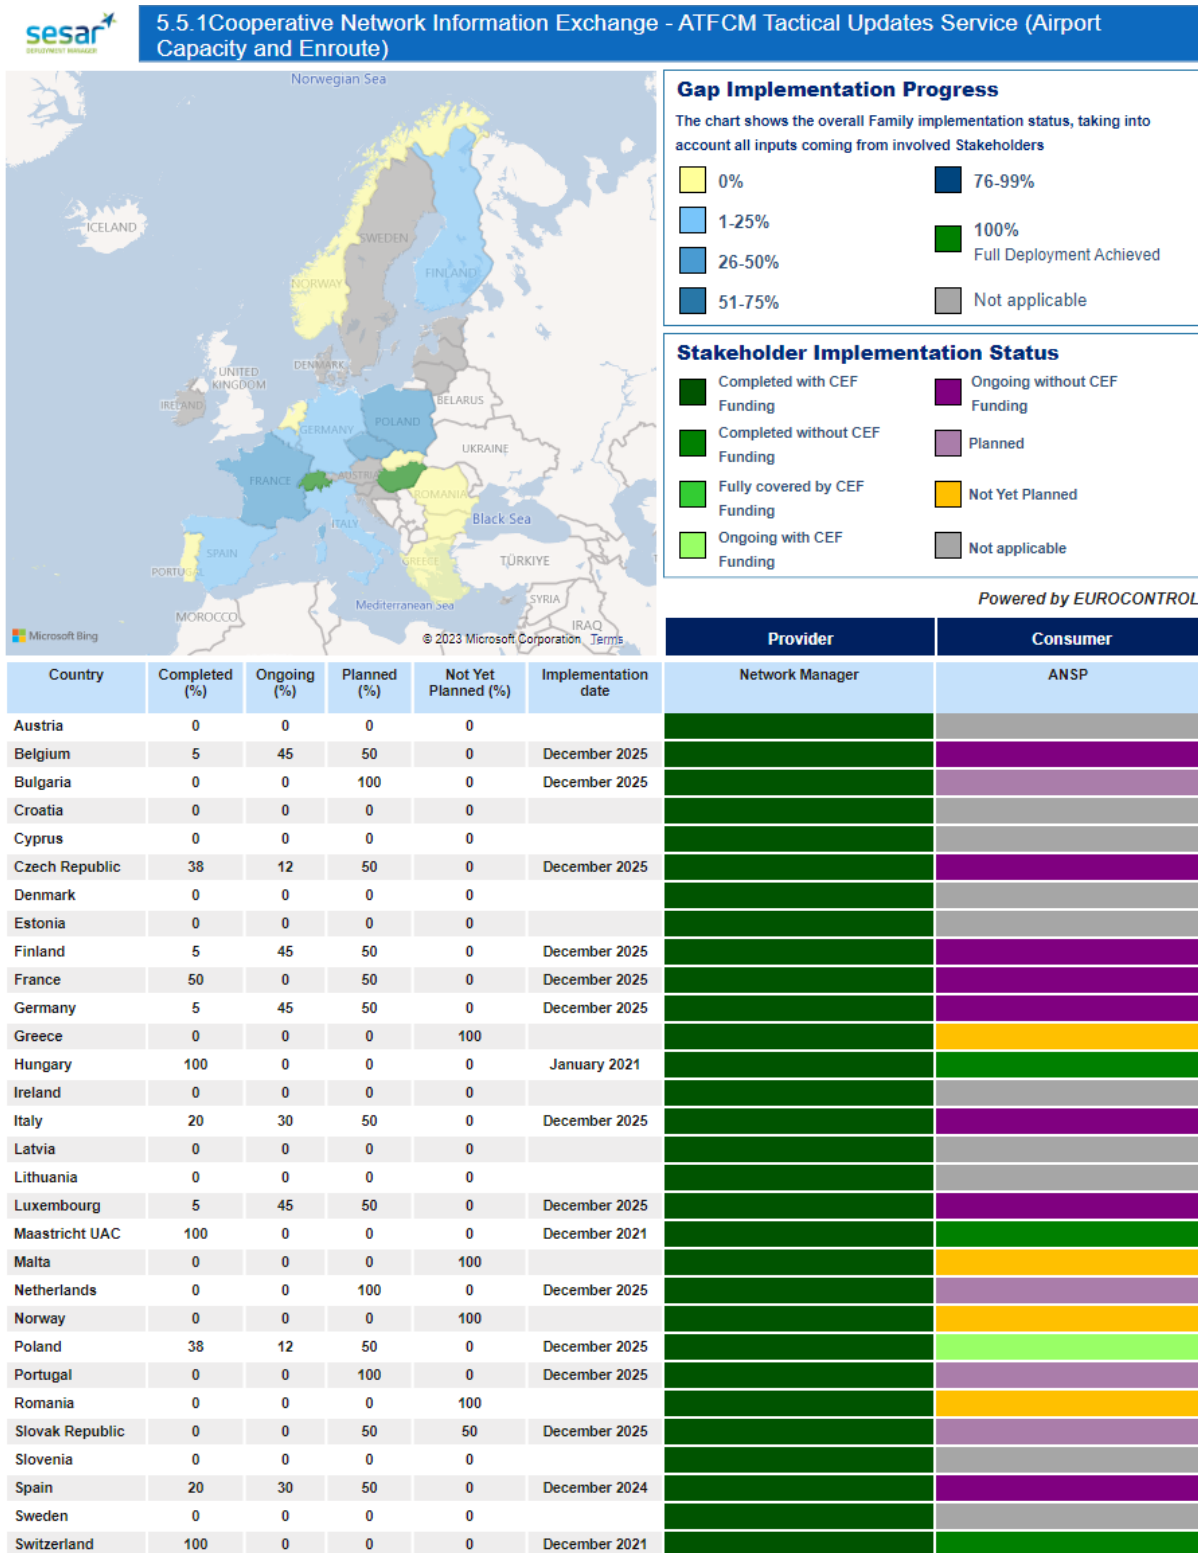 sesar
DEPLOYMENT MANAGER
5.5.1Cooperative Network Information Exchange - ATFCM Tactical Updates Service (Airport
Capacity and Enroute)
Norwegian Sea
ICELAND
SWEDEN
FINLAND
NORWAY
UNITED
KINGDOM
DENMARK
IRELAND
BELARUS
GERMANY
POLAND
UKRAINE
FRANCE
AUSTRIA
ROMANIA
ITALY
Black Sea
SPAIN
GREECE
TÜRKIYE
PORTUGAL
Mediterranean Sea
SYRIA
MOROCCO
IRAQ
Microsoft Bing
© 2023 Microsoft Corporation Terms
Gap Implementation Progress
The chart shows the overall Family implementation status, taking into
account all inputs coming from involved Stakeholders
0%
76-99%
1-25%
100%
Full Deployment Achieved
26-50%
51-75%
Not applicable
Stakeholder Implementation Status
Completed with CEF
Funding
Ongoing without CEF
Funding
Completed without CEF
Funding
Planned
Fully covered by CEF
Funding
Not Yet Planned
Ongoing with CEF
Funding
Not applicable
Powered by EUROCONTROL
Provider Consumer
Country Completed (%) Ongoing (%) Planned (%) Not Yet Planned (%) Implementation date Network Manager ANSP
Austria 0 0 0 0
Belgium 5 45 50 0 December 2025
Bulgaria 0 0 100 0 December 2025
Croatia 0 0 0 0
Cyprus 0 0 0 0
Czech Republic 38 12 50 0 December 2025
Denmark 0 0 0 0
Estonia 0 0 0 0
Finland 5 45 50 0 December 2025
France 50 0 50 0 December 2025
Germany 5 45 50 0 December 2025
Greece 0 0 0 100
Hungary 100 0 0 0 January 2021
Ireland 0 0 0 0
Italy 20 30 50 0 December 2025
Latvia 0 0 0 0
Lithuania 0 0 0 0
Luxembourg 5 45 50 0 December 2025
Maastricht UAC 100 0 0 0 December 2021
Malta 0 0 0 100
Netherlands 0 0 100 0 December 2025
Norway 0 0 0 100
Poland 38 12 50 0 December 2025
Portugal 0 0 100 0 December 2025
Romania 0 0 0 100
Slovak Republic 0 0 50 50 December 2025
Slovenia 0 0 0 0
Spain 20 30 50 0 December 2024
Sweden 0 0 0 0
Switzerland 100 0 0 0 December 2021